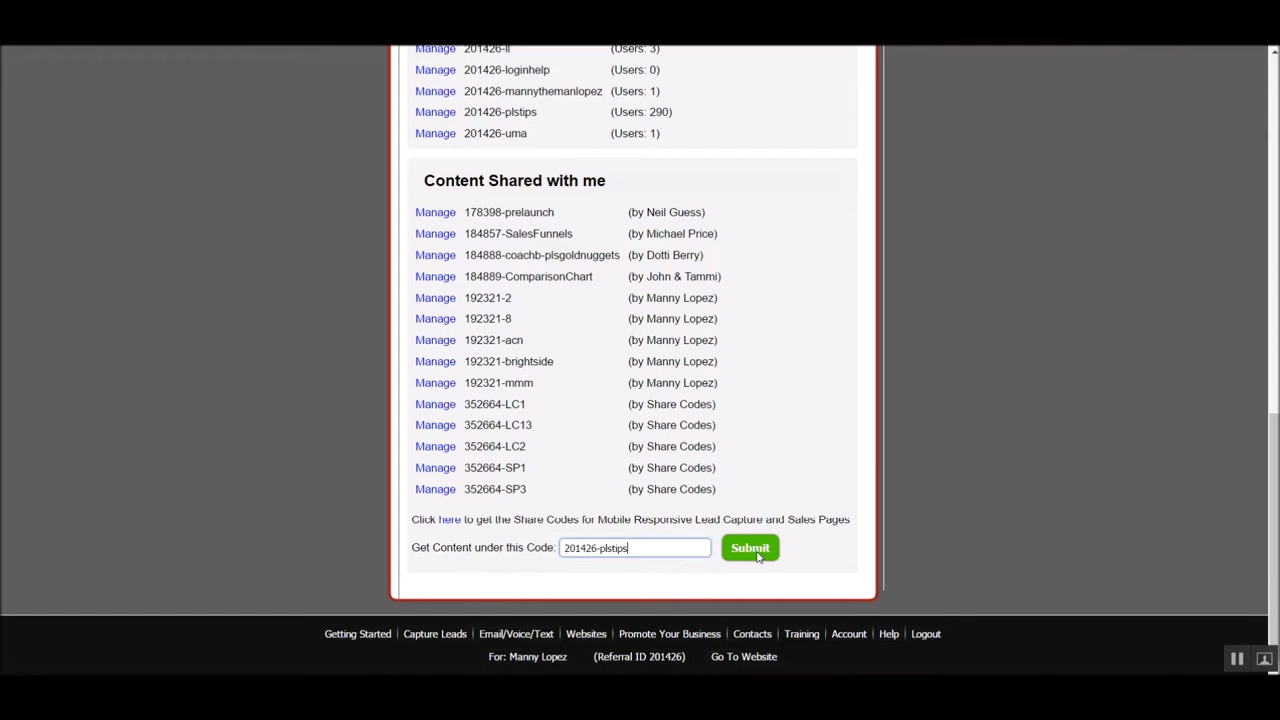 Manage 201426-ll (Users: 3)
Manage 201426-loginhelp (Users: 0)
Manage 201426-mannythemanlopez (Users: 1)
Manage 201426-plstips (Users: 290)
Manage 201426-uma (Users: 1)
Content Shared with me
Manage 178398-prelaunch (by Neil Guess)
Manage 184857-SalesFunnels (by Michael Price)
Manage 184888-coachb-plsgoldnuggets (by Dotti Berry)
Manage 184889-ComparisonChart (by John & Tammi)
Manage 192321-2 (by Manny Lopez)
Manage 192321-8 (by Manny Lopez)
Manage 192321-acn (by Manny Lopez)
Manage 192321-brightside (by Manny Lopez)
Manage 192321-mmm (by Manny Lopez)
Manage 352664-LC1 (by Share Codes)
Manage 352664-LC13 (by Share Codes)
Manage 352664-LC2 (by Share Codes)
Manage 352664-SP1 (by Share Codes)
Manage 352664-SP3 (by Share Codes)
Click here to get the Share Codes for Mobile Responsive Lead Capture and Sales Pages
Get Content under this Code: 201426-plstips Submit
Getting Started | Capture Leads | Email/Voice/Text | Websites | Promote Your Business | Contacts | Training | Account | Help | Logout
For: Manny Lopez (Referral ID 201426) Go To Website